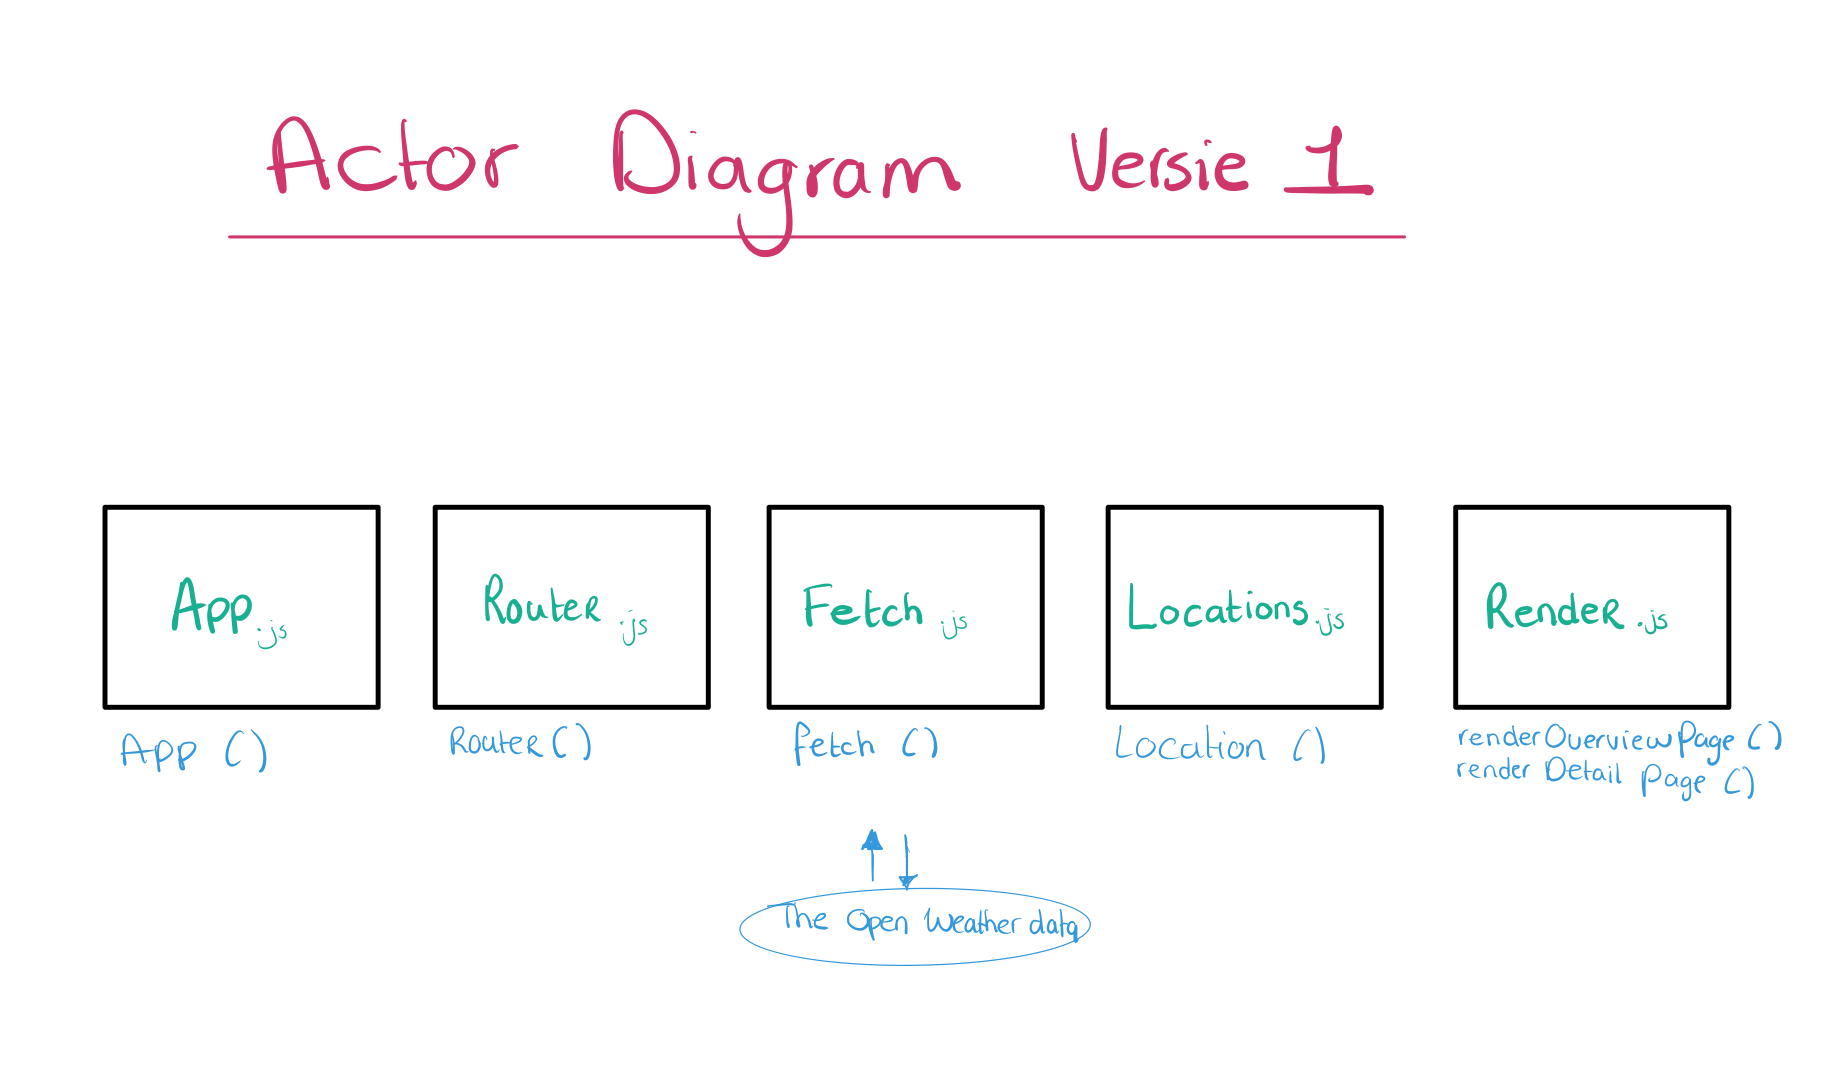 Actor Diagram Versie 1
App.js
Router.js
Fetch.js
Locations.js
Render.js
App ()
Router()
fetch ()
Location ()
renderOverviewPage ()
render Detail Page ()
The Open Weather data